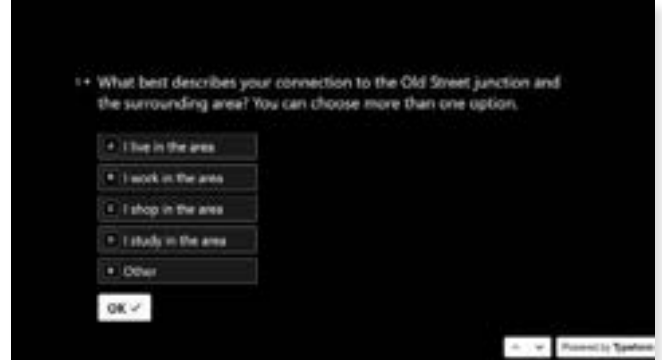 1 What best describes your connection to the Old Street junction and
the surrounding area? You can choose more than one option.
A I live in the area
B I work in the area
C I shop in the area
D I study in the area
E Other
OK ✓
Powered by Typeform